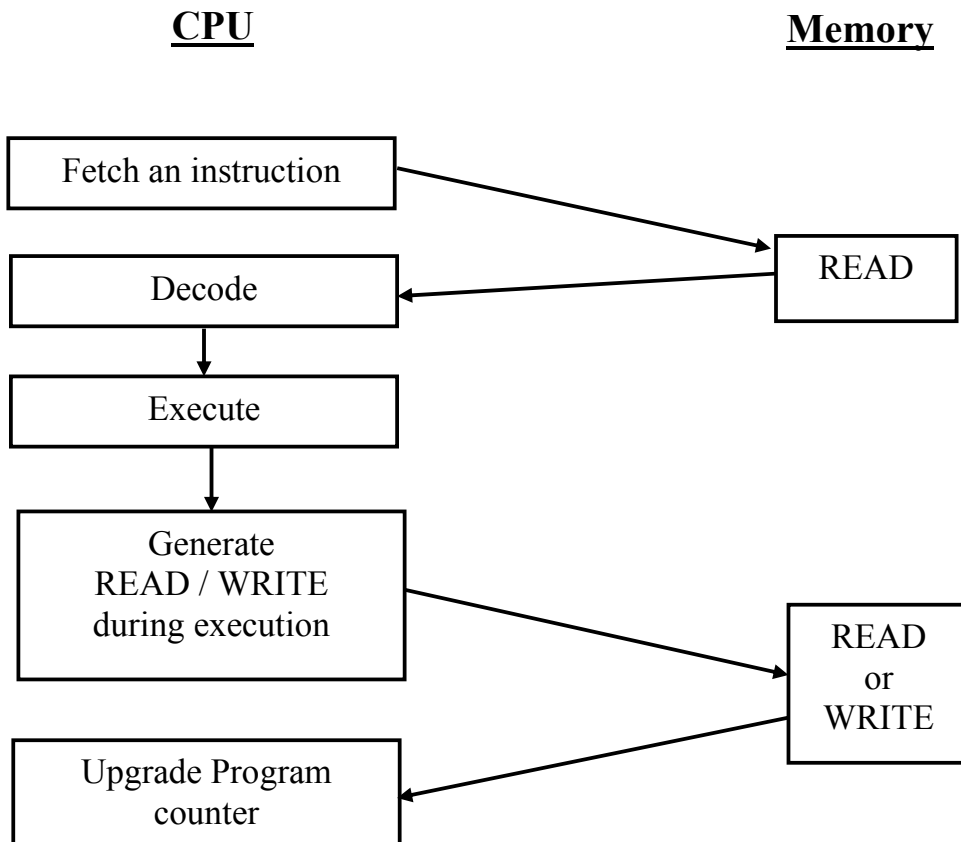 CPU
Memory
Fetch an instruction
READ
Decode
Execute
Generate
READ / WRITE
during execution
READ
or
WRITE
Upgrade Program
counter